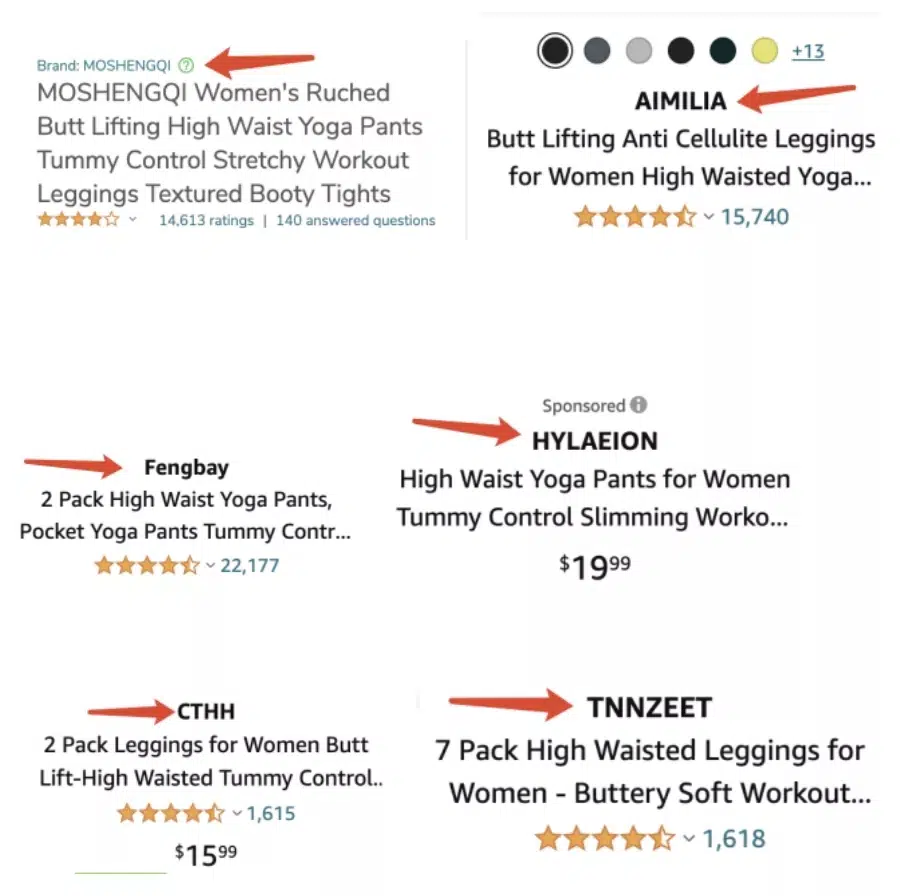 Brand: MOSHENGQI ?
MOSHENGQI Women's Ruched
Butt Lifting High Waist Yoga Pants
Tummy Control Stretchy Workout
Leggings Textured Booty Tights
14,613 ratings | 140 answered questions
+13
AIMILIA
Butt Lifting Anti Cellulite Leggings
for Women High Waisted Yoga...
15,740
Fengbay
2 Pack High Waist Yoga Pants,
Pocket Yoga Pants Tummy Contr...
22,177
Sponsored i
HYLAEION
High Waist Yoga Pants for Women
Tummy Control Slimming Worko...
$1999
CTHH
2 Pack Leggings for Women Butt
Lift-High Waisted Tummy Control..
1,615
$1599
TNNZEET
7 Pack High Waisted Leggings for
Women - Buttery Soft Workout...
1,618